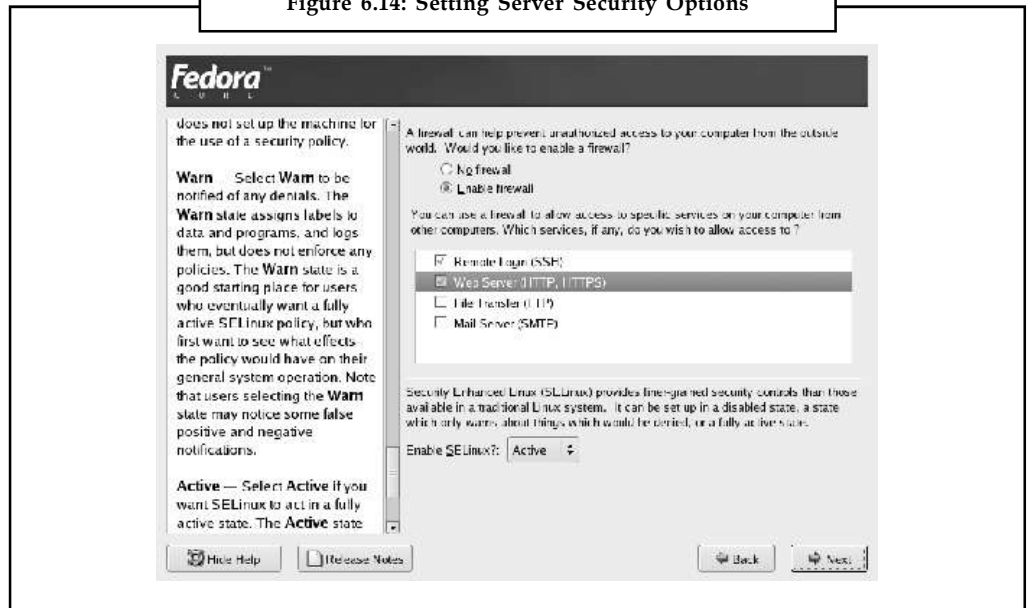 Figure 6.14: Setting Server Security Options
Fedora™
CORE
does not set up the machine for
the use of a security policy.
Warn — Select Warn to be
notified of any denials. The
Warn state assigns labels to
data and programs, and logs
them, but does not enforce any
policies. The Warn state is a
good starting place for users
who eventually want a fully
active SELinux policy, but who
first want to see what effects
the policy would have on their
general system operation. Note
that users selecting the Warn
state may notice some false
positive and negative
notifications.
Active — Select Active if you
want SELinux to act in a fully
active state. The Active state
A firewall can help prevent unauthorized access to your computer from the outside
world. Would you like to enable a firewall?
No firewall
Enable firewall
You can use a firewall to allow access to specific services on your computer from
other computers. Which services, if any, do you wish to allow access to ?
Remote Login (SSH)
Web Server (HTTP, HTTPS)
File Transfer (FTP)
Mail Server (SMTP)
Security Enhanced Linux (SELinux) provides finer-grained security controls than those
available in a traditional Linux system. It can be set up in a disabled state, a state
which only warns about things which would be denied, or a fully active state.
Enable SELinux?: Active
Hide Help
Release Notes
Back
Next